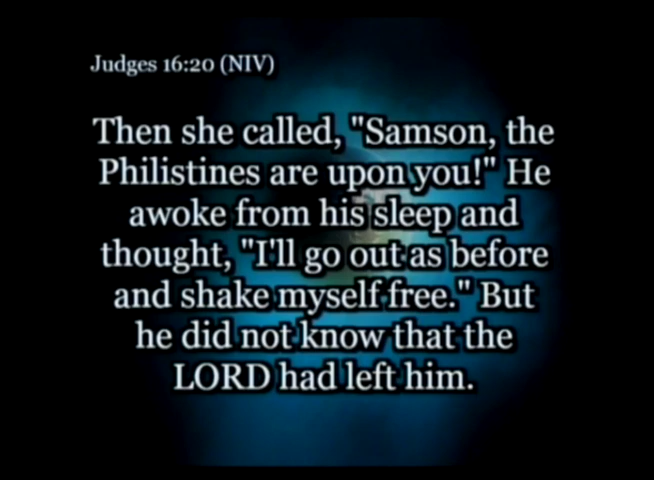 Judges 16:20 (NIV)
Then she called, "Samson, the
Philistines are upon you!" He
awoke from his sleep and
thought, "I'll go out as before
and shake myself free." But
he did not know that the
LORD had left him.